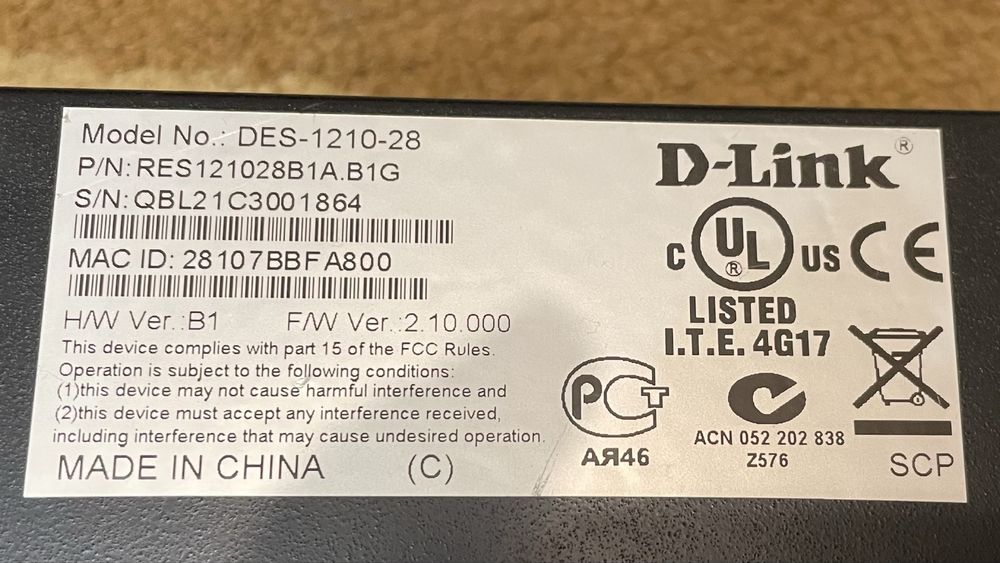 Model No.: DES-1210-28
P/N: RES121028B1A.B1G
S/N: QBL21C3001864
MAC ID: 28107BBFA800
H/W Ver.:B1 F/W Ver.:2.10.000
This device complies with part 15 of the FCC Rules.
Operation is subject to the following conditions:
(1)this device may not cause harmful interference and
(2)this device must accept any interference received,
including interference that may cause undesired operation.
MADE IN CHINA (C)
D-Link®
C UL® US CE
LISTED
I.T.E. 4G17
РСТ
АЯ46
ACN 052 202 838
Z576
SCP